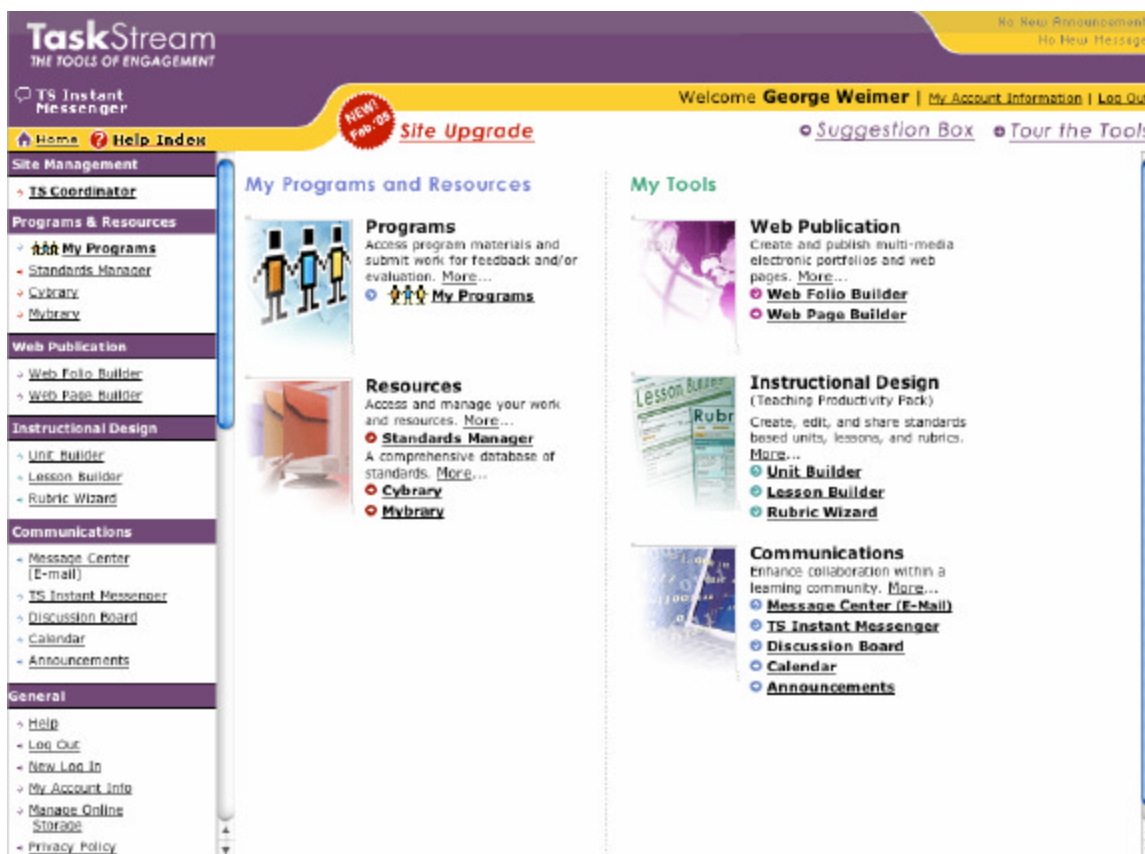 TaskStream
THE TOOLS OF ENGAGEMENT
No New Announcement
No New Message
TS Instant
Messenger
Welcome George Weimer | My Account Information | Log Out
NEW!
Feb.'05
Site Upgrade
Suggestion Box
Tour the Tools
Home
Help Index
Site Management
TS Coordinator
Programs & Resources
My Programs
Standards Manager
Cybrary
Mybrary
Web Publication
Web Folio Builder
Web Page Builder
Instructional Design
Unit Builder
Lesson Builder
Rubric Wizard
Communications
Message Center
(E-mail)
TS Instant Messenger
Discussion Board
Calendar
Announcements
General
Help
Log Out
New Log In
My Account Info
Manage Online
Storage
Privacy Policy
My Programs and Resources
Programs
Access program materials and
submit work for feedback and/or
evaluation. More...
My Programs
Resources
Access and manage your work
and resources. More...
Standards Manager
A comprehensive database of
standards. More...
Cybrary
Mybrary
My Tools
Web Publication
Create and publish multi-media
electronic portfolios and web
pages. More...
Web Folio Builder
Web Page Builder
Lesson Builder
Rubr
Instructional Design
(Teaching Productivity Pack)
Create, edit, and share standards
based units, lessons, and rubrics.
More...
Unit Builder
Lesson Builder
Rubric Wizard
Communications
Enhance collaboration within a
learning community. More...
Message Center (E-Mail)
TS Instant Messenger
Discussion Board
Calendar
Announcements